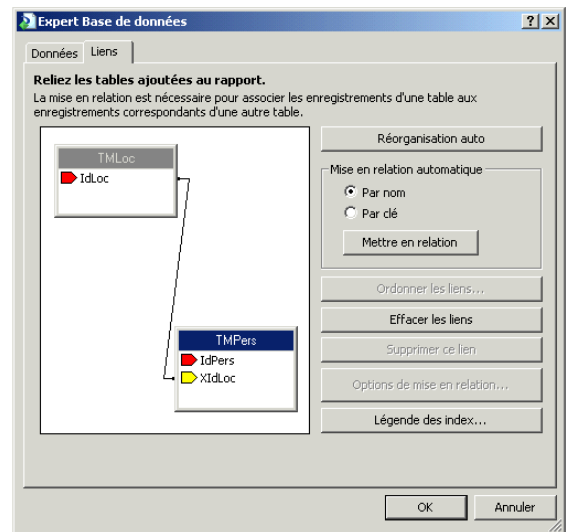 Expert Base de données
Données Liens
Reliez les tables ajoutées au rapport.
La mise en relation est nécessaire pour associer les enregistrements d'une table aux
enregistrements correspondants d'une autre table.
TMLoc
IdLoc
TMPers
IdPers
XIdLoc
Réorganisation auto
Mise en relation automatique
Par nom
Par clé
Mettre en relation
Ordonner les liens...
Effacer les liens
Supprimer ce lien
Options de mise en relation...
Légende des index...
OK Annuler